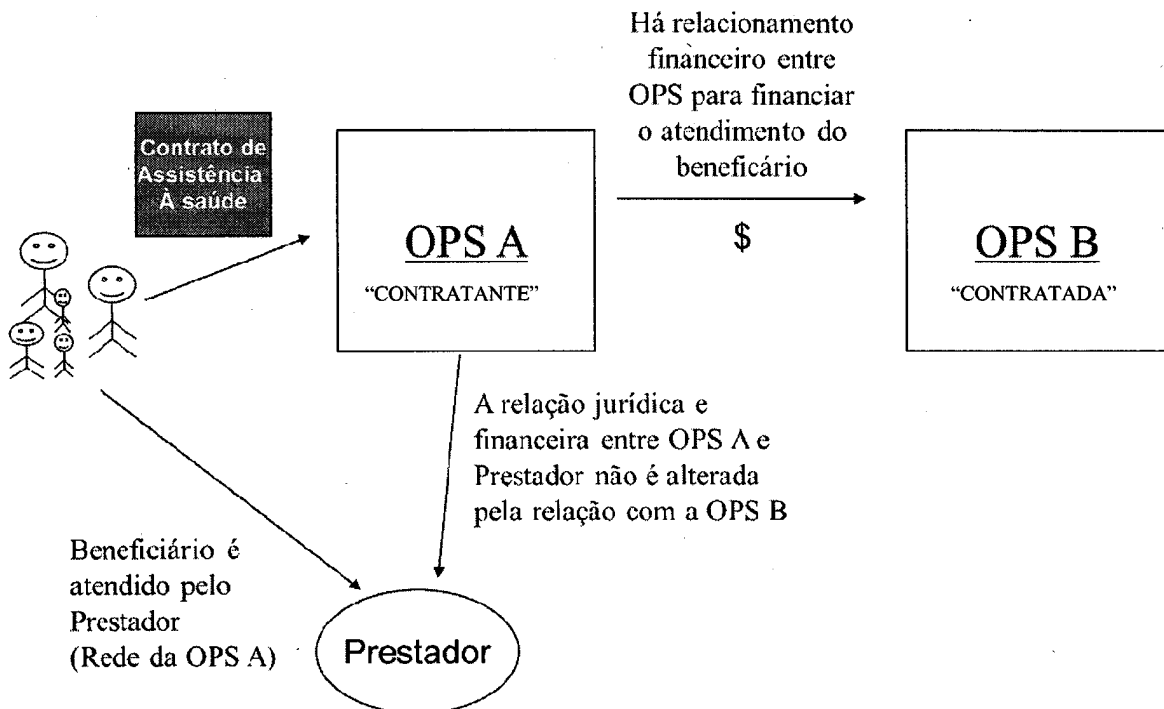 Há relacionamento
financeiro entre
OPS para financiar
o atendimento do
beneficário
$
Contrato de
Assistência
À saúde
OPS A
“CONTRATANTE”
OPS B
“CONTRATADA”
A relação jurídica e
financeira entre OPS A e
Prestador não é alterada
pela relação com a OPS B
Beneficiário é
atendido pelo
Prestador
(Rede da OPS A)
Prestador